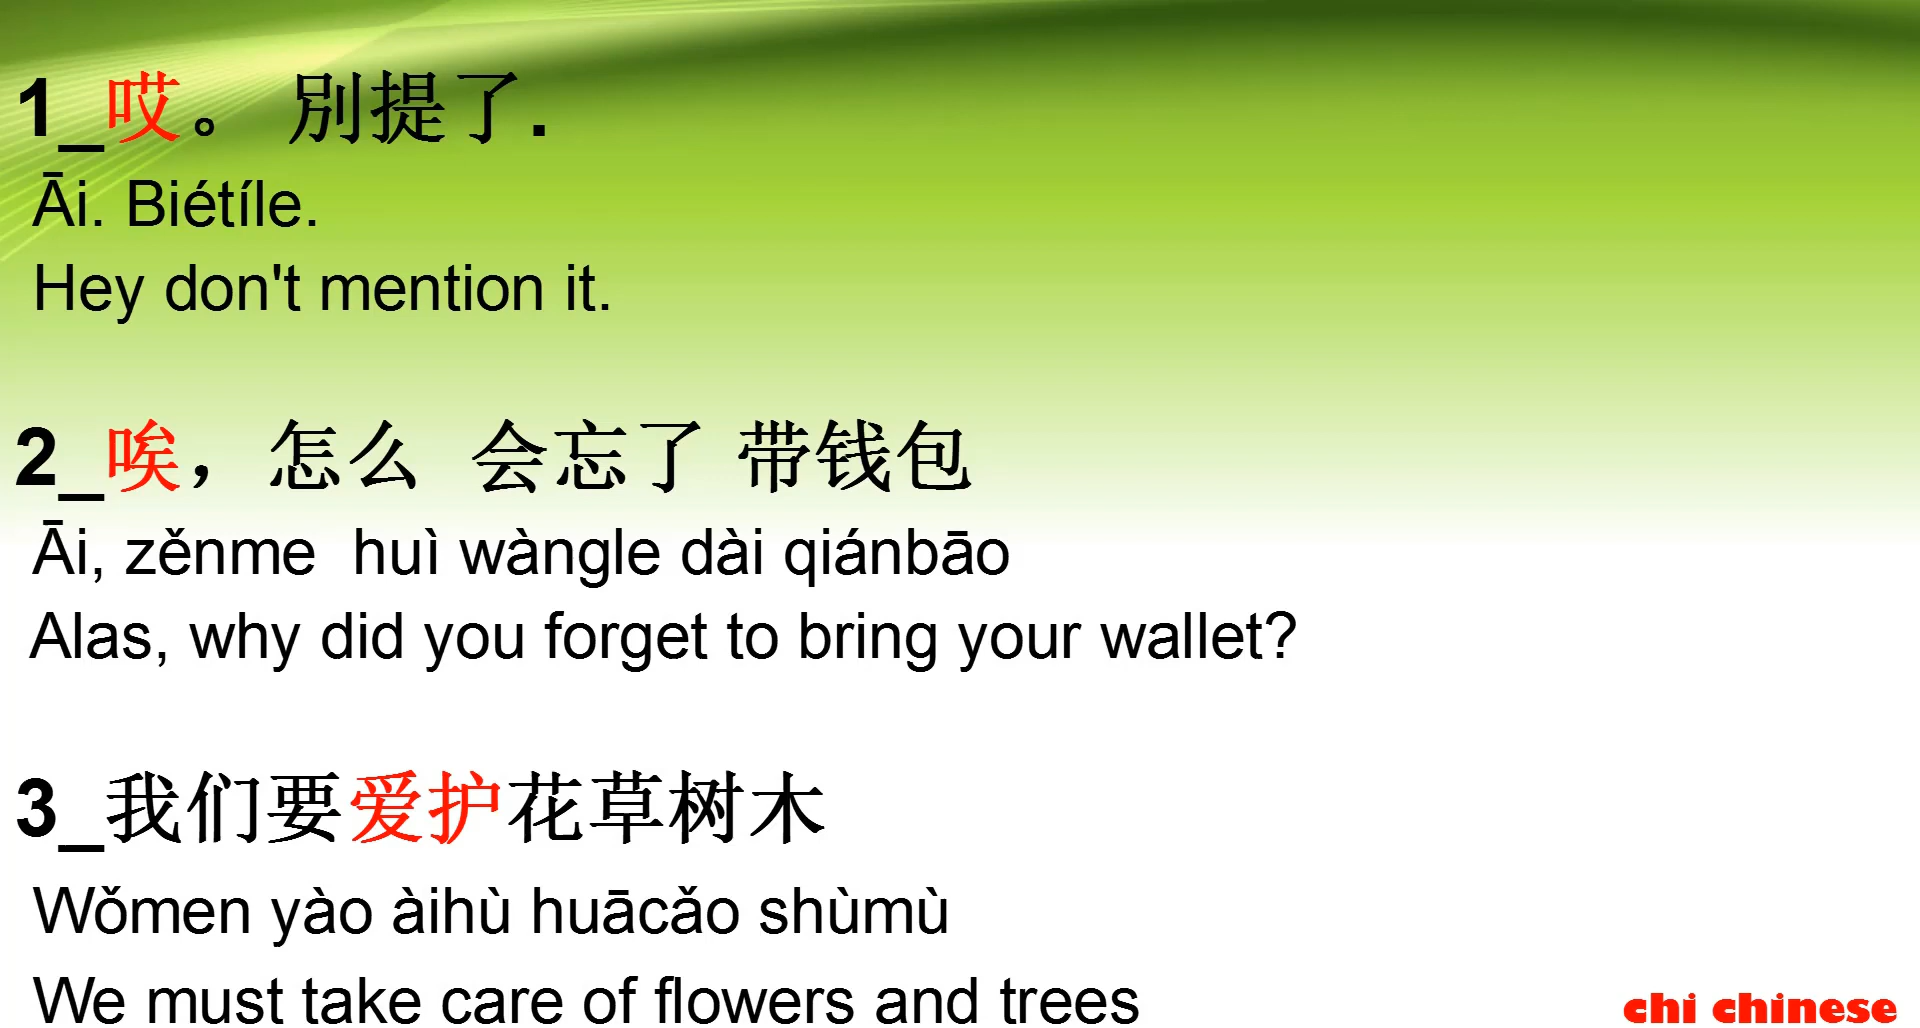 1_哎。 別提了.
Āi. Biétíle.
Hey don't mention it.
2_唉，怎么 会忘了 带钱包
Āi, zěnme huì wàngle dài qiánbāo
Alas, why did you forget to bring your wallet?
3_我们要爱护花草树木
Wǒmen yào àihù huācǎo shùmù
We must take care of flowers and trees
chi chinese